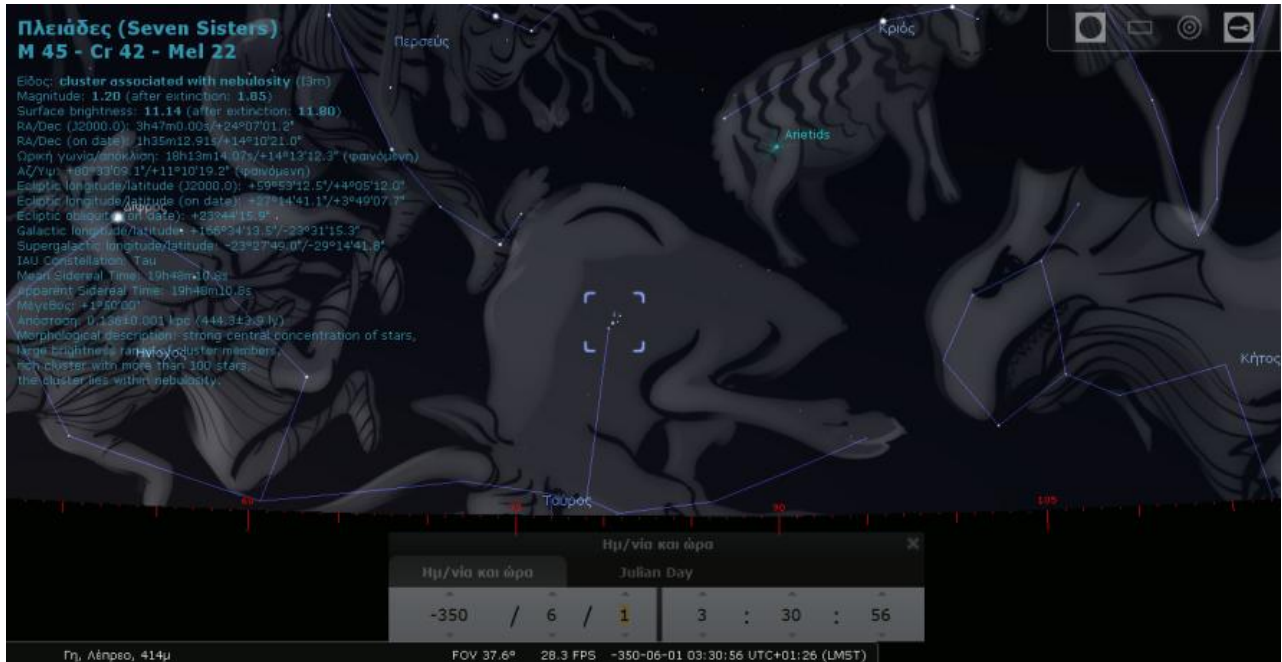 Πλειάδες (Seven Sisters)
M 45 - Cr 42 - Mel 22
Είδος: cluster associated with nebulosity (I3m)
Magnitude: 1.20 (after extinction: 1.85)
Surface brightness: 11.14 (after extinction: 11.80)
RA/Dec (J2000.0): 3h47m0.00s/+24°07'01.2"
RA/Dec (on date): 1h35m12.91s/+14°10'21.0"
Ωρική γωνία/απόκλιση: 18h13m14.07s/+14°13'12.3" (φαινόμενη)
Αζ/Υψ: +80°33'09.1"/+11°10'19.2" (φαινόμενη)
Ecliptic longitude/latitude (J2000.0): +59°53'12.5"/+4°05'12.0"
Ecliptic longitude/latitude (on date): +27°14'41.1"/+3°49'07.7"
Ecliptic obliquity (on date): +23°44'15.9"
Galactic longitude/latitude: +166°34'13.5"/-23°31'15.3"
Supergalactic longitude/latitude: -23°27'49.0"/-29°14'41.8"
IAU Constellation: Tau
Mean Sidereal Time: 19h48m10.8s
Apparent Sidereal Time: 19h48m10.8s
Μέγεθος: +1°50'00"
Απόσταση: 0.136±0.001 kpc (444.3±3.9 ly)
Morphological description: strong central concentration of stars,
large brightness range of cluster members,
rich cluster with more than 100 stars,
the cluster lies within nebulosity.
Περσεύς
Κριός
Arietids
Δίφρος
Ηνίοχος
Κήτος
Ταύρος
60
75
90
105
Ημ/νία και ώρα
Ημ/νία και ώρα
Julian Day
-350 / 6 / 1 3 : 30 : 56
Γη, Λέπρεο, 414μ
FOV 37.6°
28.3 FPS
-350-06-01 03:30:56 UTC+01:26 (LMST)